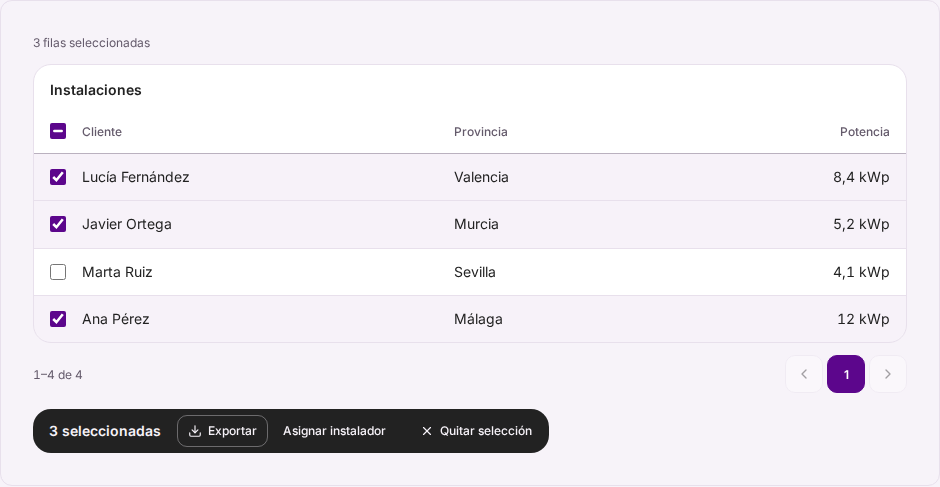 3 filas seleccionadas
Instalaciones
Cliente Provincia Potencia
Lucía Fernández Valencia 8,4 kWp
Javier Ortega Murcia 5,2 kWp
Marta Ruiz Sevilla 4,1 kWp
Ana Pérez Málaga 12 kWp
1–4 de 4 1
3 seleccionadas Exportar Asignar instalador Quitar selección